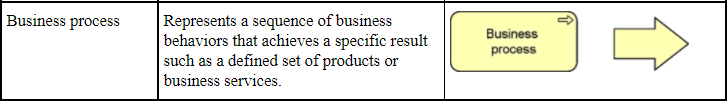 Business process
Represents a sequence of business
behaviors that achieves a specific result
such as a defined set of products or
business services.
Business
process